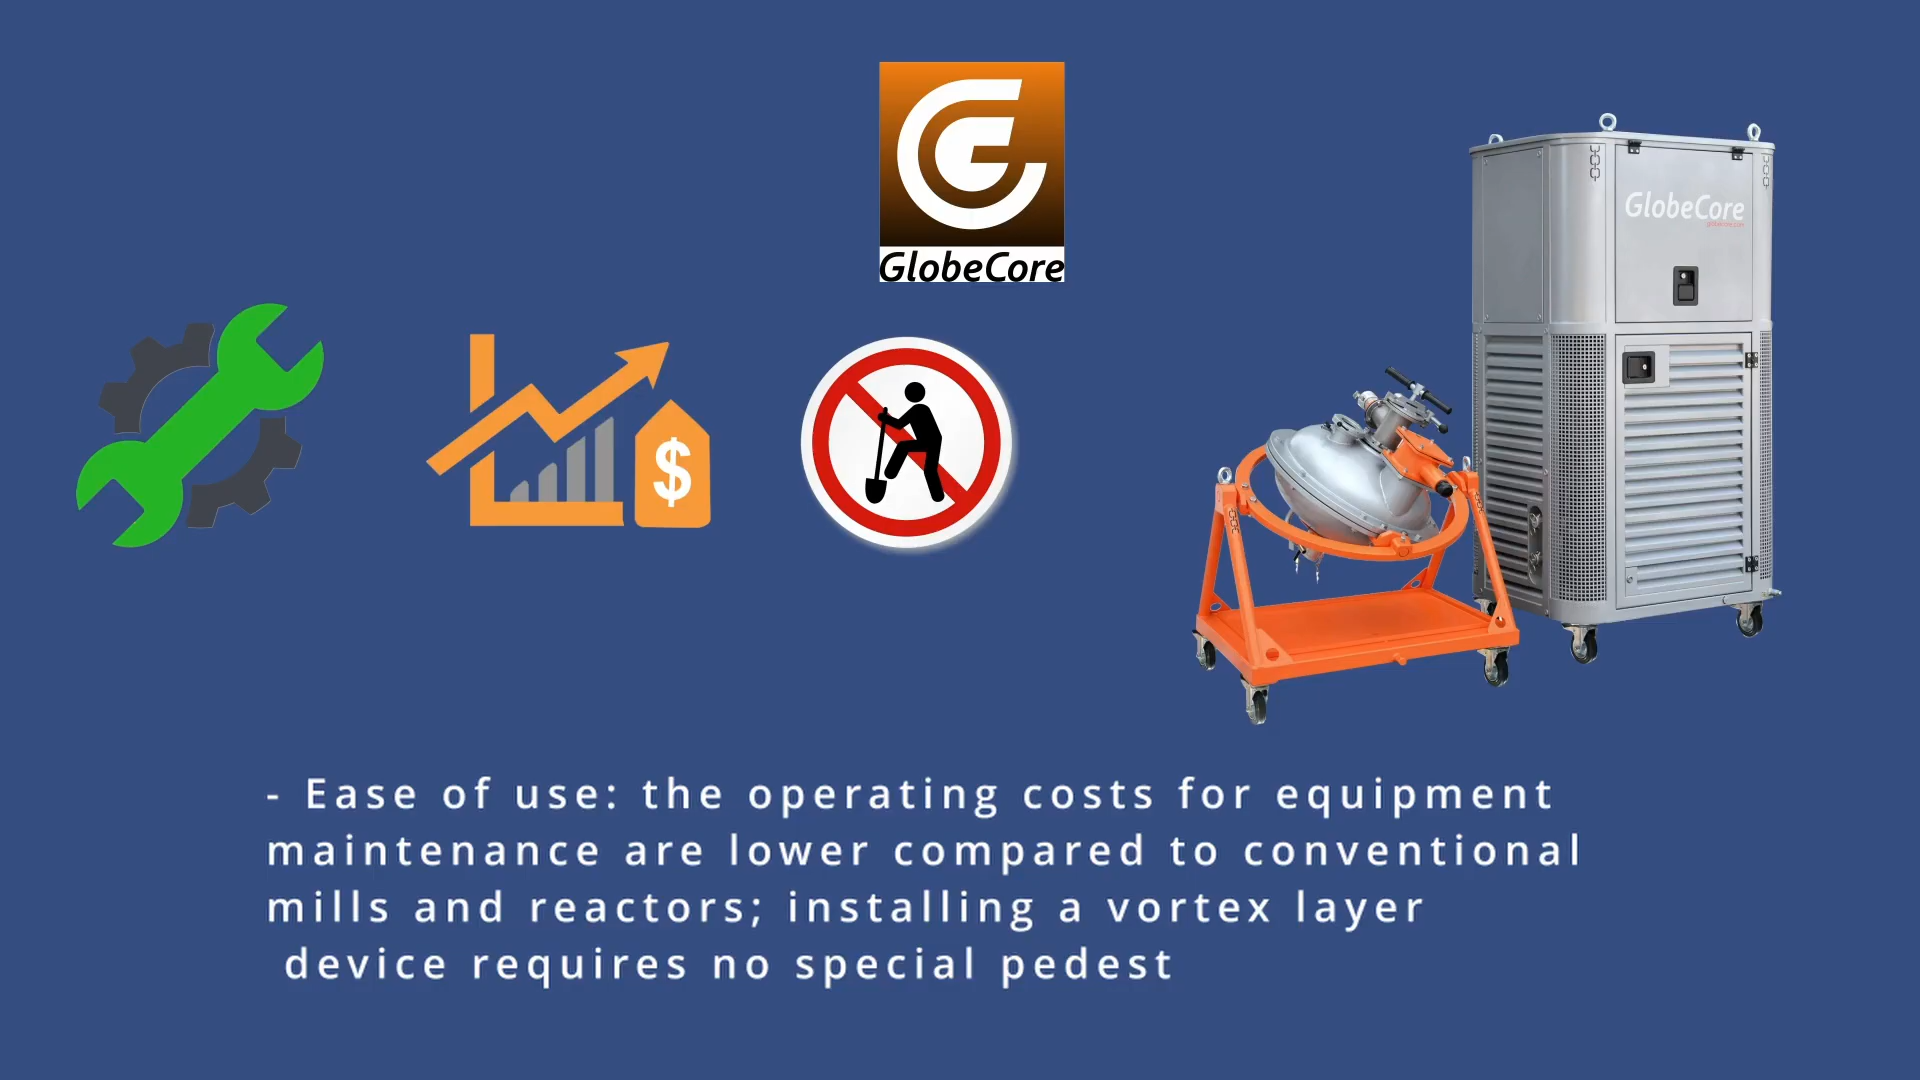 GlobeCore
GlobeCore
$
- Ease of use: the operating costs for equipment
maintenance are lower compared to conventional
mills and reactors; installing a vortex layer
device requires no special pedest